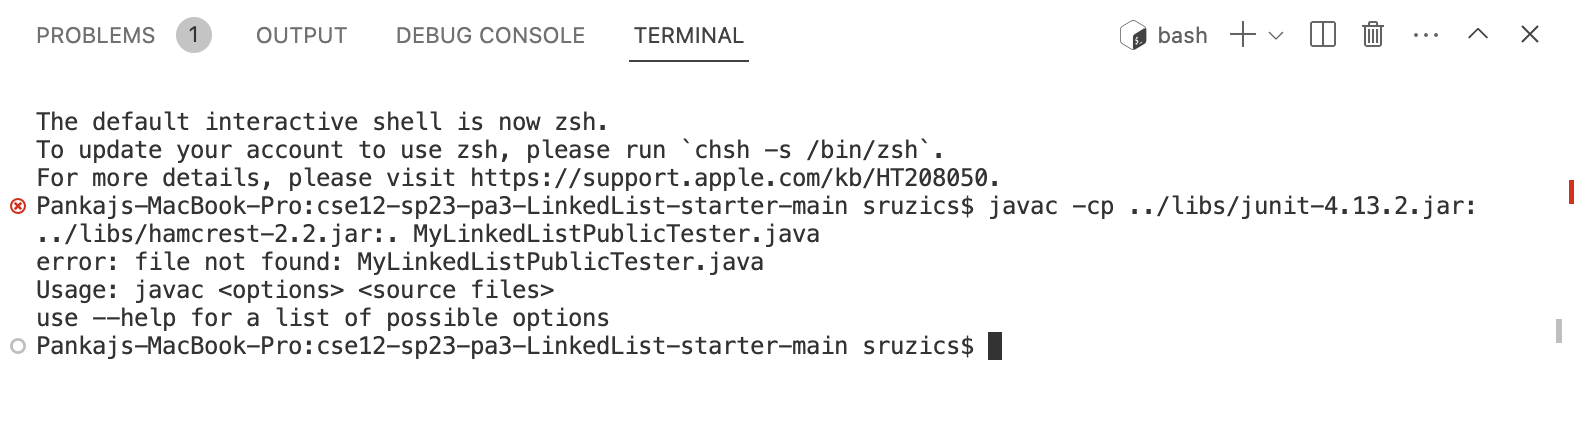 PROBLEMS 1 OUTPUT DEBUG CONSOLE TERMINAL bash
The default interactive shell is now zsh.
To update your account to use zsh, please run `chsh -s /bin/zsh`.
For more details, please visit https://support.apple.com/kb/HT208050.
Pankajs-MacBook-Pro:cse12-sp23-pa3-LinkedList-starter-main sruzics$ javac -cp ../libs/junit-4.13.2.jar:
../libs/hamcrest-2.2.jar:. MyLinkedListPublicTester.java
error: file not found: MyLinkedListPublicTester.java
Usage: javac <options> <source files>
use --help for a list of possible options
Pankajs-MacBook-Pro:cse12-sp23-pa3-LinkedList-starter-main sruzics$